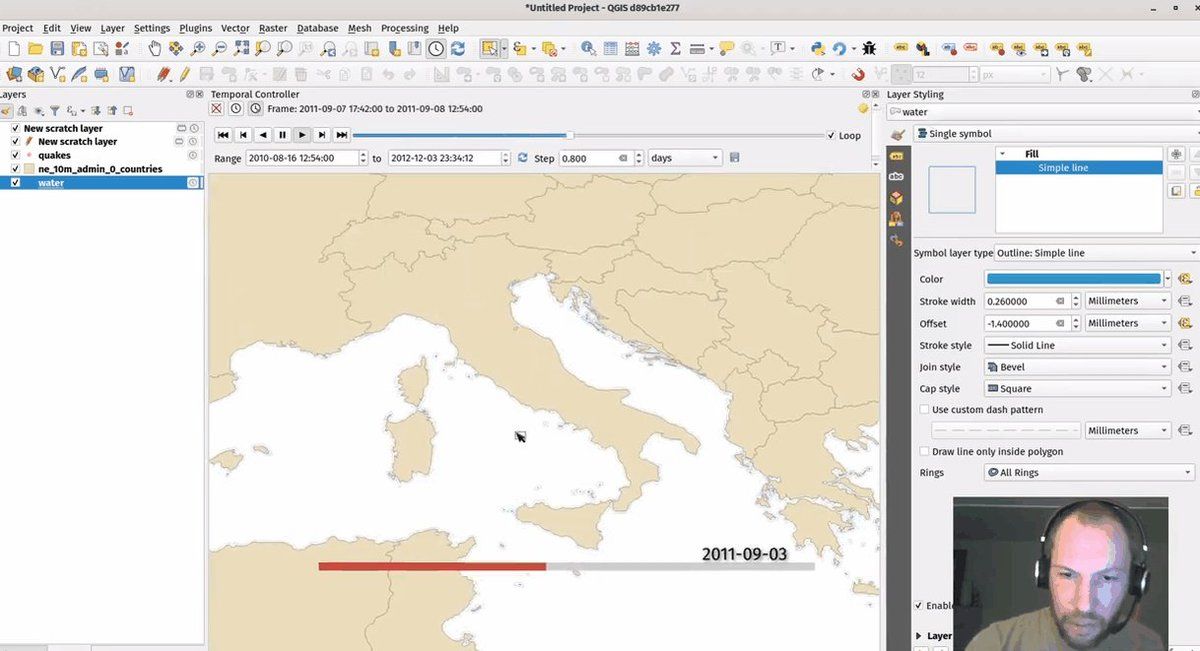 *Untitled Project - QGIS d89cb1e277
Project Edit View Layer Settings Plugins Vector Raster Database Mesh Processing Help
12 px
Layers
New scratch layer
New scratch layer
quakes
ne_10m_admin_0_countries
water
Temporal Controller
Frame: 2011-09-07 17:42:00 to 2011-09-08 12:54:00
Loop
Range 2010-08-16 12:54:00 to 2012-12-03 23:34:12 Step 0.800 days
2011-09-03
Layer Styling
water
Single symbol
abc
Fill
Simple line
Symbol layer type Outline: Simple line
Color
Stroke width 0.260000 Millimeters
Offset -1.400000 Millimeters
Stroke style Solid Line
Join style Bevel
Cap style Square
Use custom dash pattern
Millimeters
Draw line only inside polygon
Rings All Rings
Enabl
Layer